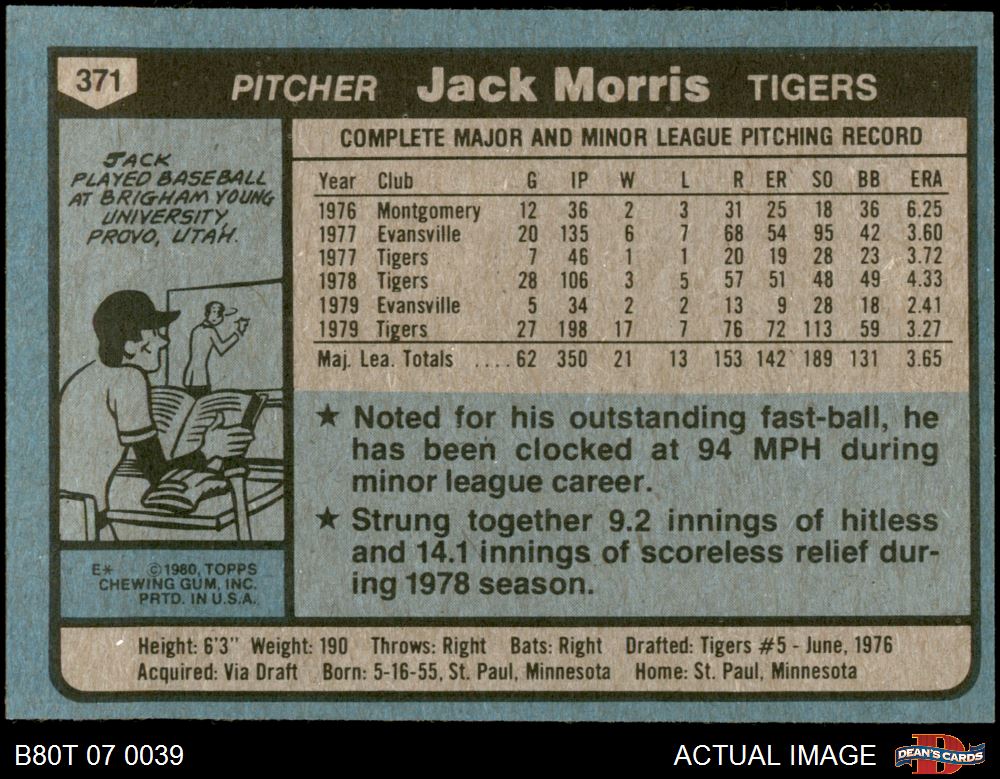 371 PITCHER Jack Morris TIGERS
JACK
PLAYED BASEBALL
AT BRIGHAM YOUNG
UNIVERSITY,
PROVO, UTAH.
COMPLETE MAJOR AND MINOR LEAGUE PITCHING RECORD
Year Club G IP W L R ER SO BB ERA
1976 Montgomery 12 36 2 3 31 25 18 36 6.25
1977 Evansville 20 135 6 7 68 54 95 42 3.60
1977 Tigers 7 46 1 1 20 19 28 23 3.72
1978 Tigers 28 106 3 5 57 51 48 49 4.33
1979 Evansville 5 34 2 2 13 9 28 18 2.41
1979 Tigers 27 198 17 7 76 72 113 59 3.27
Maj. Lea. Totals ....62 350 21 13 153 142 189 131 3.65
★ Noted for his outstanding fast-ball, he
has been clocked at 94 MPH during
minor league career.
★ Strung together 9.2 innings of hitless
and 14.1 innings of scoreless relief dur-
ing 1978 season.
E* ©1980, TOPPS
CHEWING GUM, INC.
PRTD. IN U.S.A.
Height: 6'3" Weight: 190 Throws: Right Bats: Right Drafted: Tigers #5 - June, 1976
Acquired: Via Draft Born: 5-16-55, St. Paul, Minnesota Home: St. Paul, Minnesota
B80T 07 0039 ACTUAL IMAGE D DEAN'S CARDS